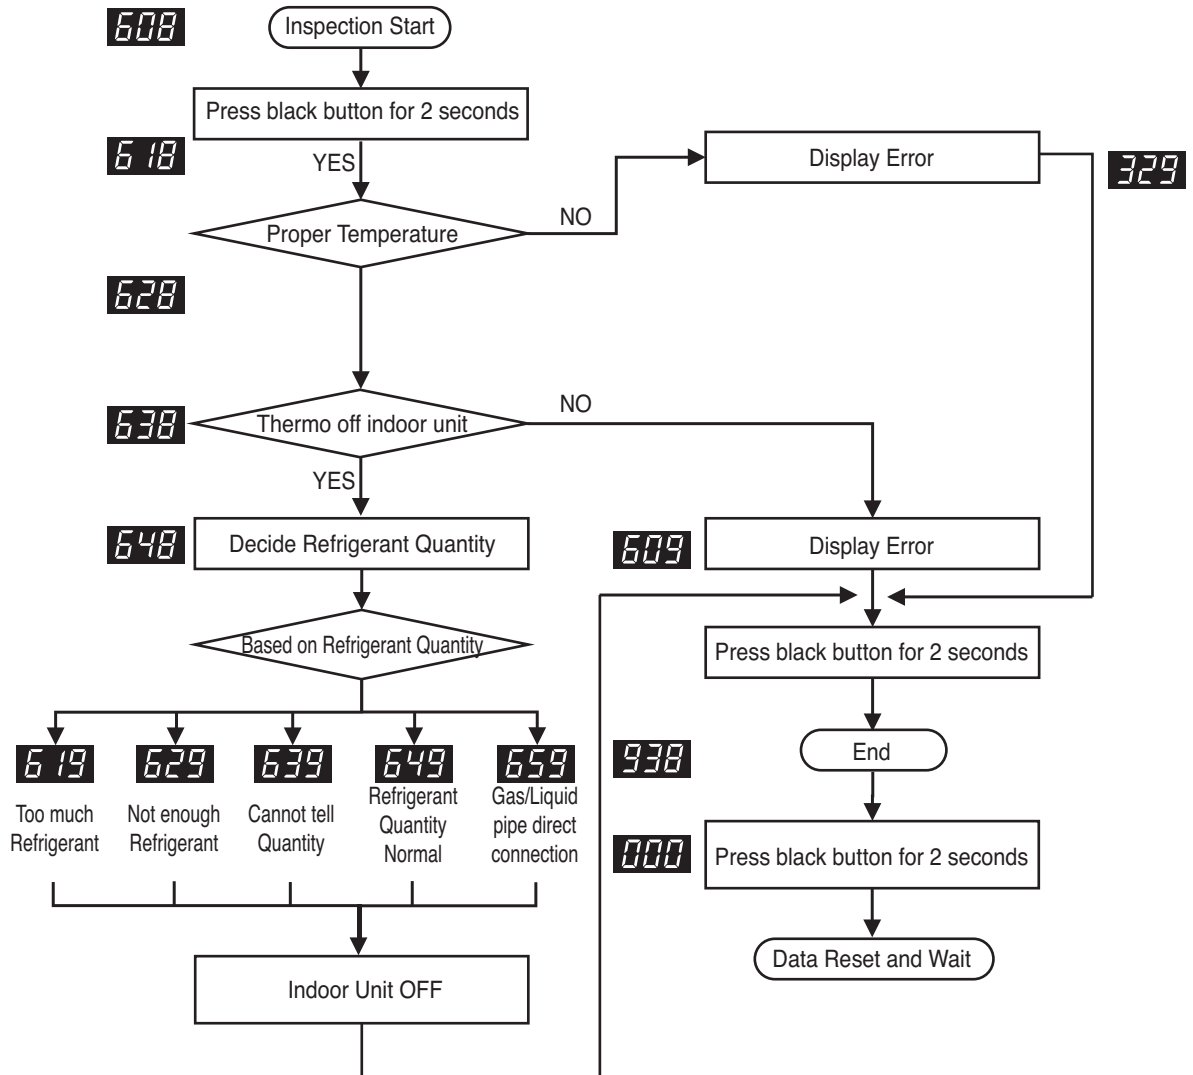 608
Inspection Start
Press black button for 2 seconds
618
YES
Display Error
329
NO
Proper Temperature
628
638
NO
Thermo off indoor unit
YES
648
Decide Refrigerant Quantity
609
Display Error
Based on Refrigerant Quantity
Press black button for 2 seconds
619
629
639
649
659
Too much
Refrigerant
Not enough
Refrigerant
Cannot tell
Quantity
Refrigerant
Quantity
Normal
Gas/Liquid
pipe direct
connection
938
End
000
Press black button for 2 seconds
Data Reset and Wait
Indoor Unit OFF